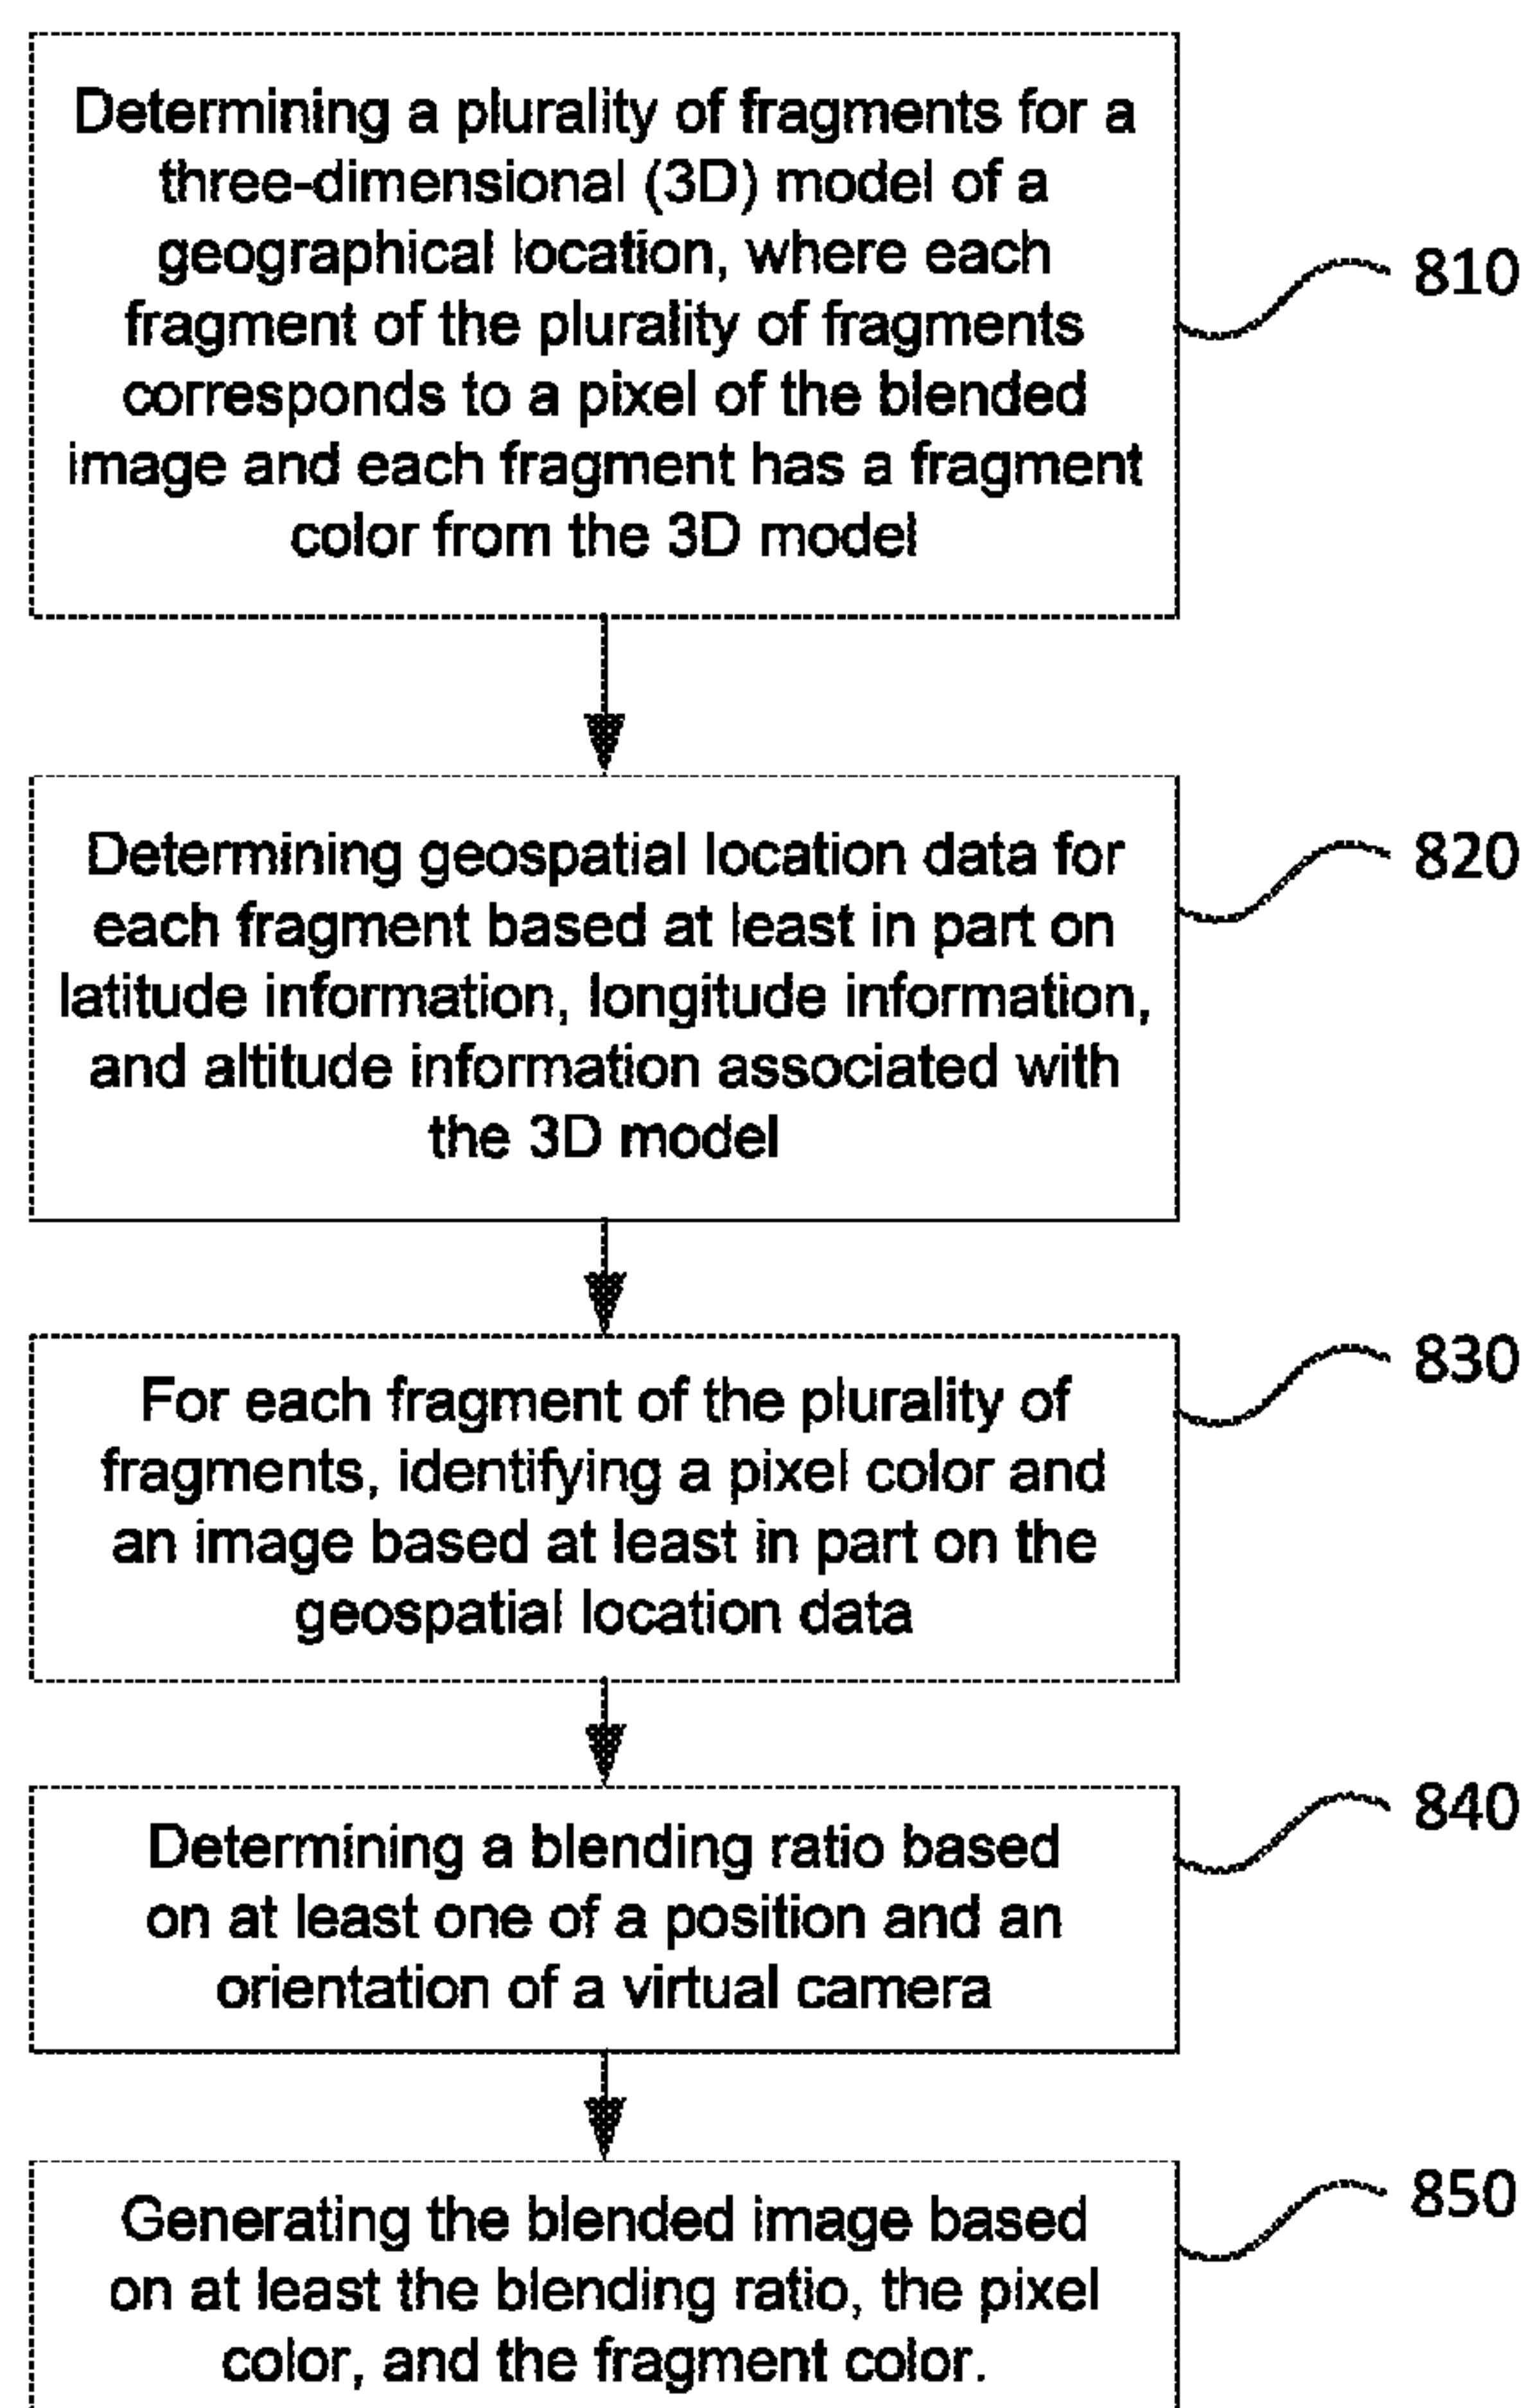 Determining a plurality of fragments for a
three-dimensional (3D) model of a
geographical location, where each
fragment of the plurality of fragments
corresponds to a pixel of the blended
image and each fragment has a fragment
color from the 3D model
810
Determining geospatial location data for
each fragment based at least in part on
latitude information, longitude information,
and altitude information associated with
the 3D model
820
For each fragment of the plurality of
fragments, identifying a pixel color and
an image based at least in part on the
geospatial location data
830
Determining a blending ratio based
on at least one of a position and an
orientation of a virtual camera
840
Generating the blended image based
on at least the blending ratio, the pixel
color, and the fragment color.
850